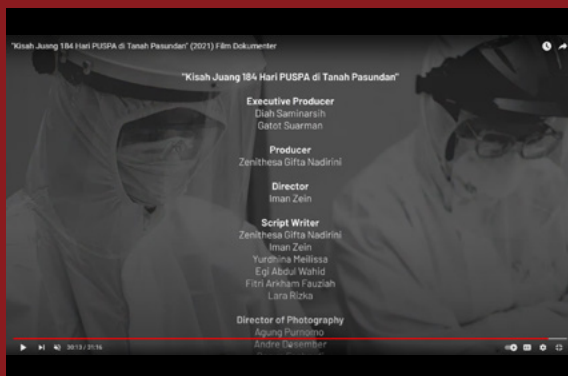 "Kisah Juang 184 Hari PUSPA di Tanah Pasundan" (2021) Film Dokumenter
"Kisah Juang 184 Hari PUSPA di Tanah Pasundan"
Executive Producer
Diah Saminarsih
Gatot Suarman
Producer
Zenithesa Gifta Nadirini
Director
Iman Zein
Script Writer
Zenithesa Gifta Nadirini
Iman Zein
Yurdhina Meilissa
Egi Abdul Wahid
Fitri Arkham Fauziah
Lara Rizka
Director of Photography
Agung Purnomo
Andre Desember